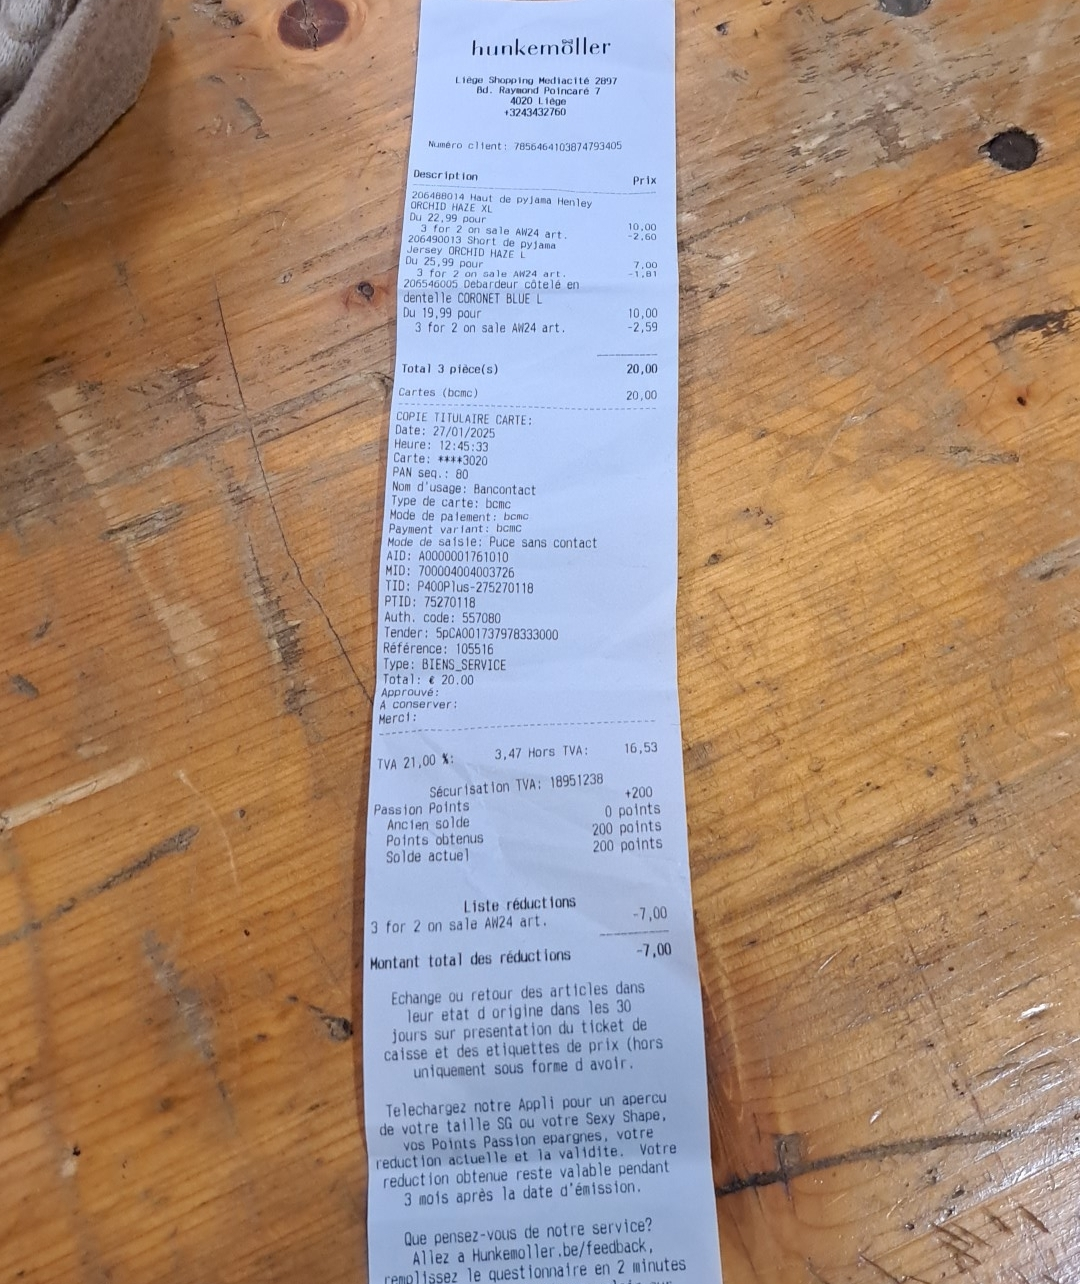 hunkemöller
Liège Shopping Mediacité 2897
Bd. Raymond Poincaré 7
4020 Liège
+3243432760
Numéro client: 7856464103874793405
Description Prix
206488014 Haut de pyjama Henley
ORCHID HAZE XL
Du 22,99 pour 10,00
3 for 2 on sale AW24 art. -2,60
206490013 Short de pyjama
Jersey ORCHID HAZE L
Du 25,99 pour 7,00
3 for 2 on sale AW24 art. -1,81
206546005 Débardeur côtelé en
dentelle CORONET BLUE L
Du 19,99 pour 10,00
3 for 2 on sale AW24 art. -2,59
Total 3 pièce(s) 20,00
Cartes (bcmc) 20,00
COPIE TITULAIRE CARTE:
Date: 27/01/2025
Heure: 12:45:33
Carte: ****3020
PAN seq.: 80
Nom d'usage: Bancontact
Type de carte: bcmc
Mode de paiement: bcmc
Payment variant: bcmc
Mode de saisie: Puce sans contact
AID: A0000001761010
MID: 700004004003726
TID: P400Plus-275270118
PTID: 75270118
Auth. code: 557080
Tender: 5pCA001737978333000
Référence: 105516
Type: BIENS_SERVICE
Total: € 20.00
Approuvé:
A conserver:
Merci:
TVA 21,00 %: 3,47 Hors TVA: 16,53
Sécurisation TVA: 18951238
Passion Points +200
Ancien solde 0 points
Points obtenus 200 points
Solde actuel 200 points
Liste réductions
3 for 2 on sale AW24 art. -7,00
Montant total des réductions -7,00
Echange ou retour des articles dans
leur etat d origine dans les 30
jours sur presentation du ticket de
caisse et des etiquettes de prix (hors
uniquement sous forme d avoir.
Telechargez notre Appli pour un apercu
de votre taille SG ou votre Sexy Shape,
vos Points Passion epargnes, votre
reduction actuelle et la validite. Votre
reduction obtenue reste valable pendant
3 mois après la date d'émission.
Que pensez-vous de notre service?
Allez a Hunkemoller.be/feedback,
remplissez le questionnaire en 2 minutes